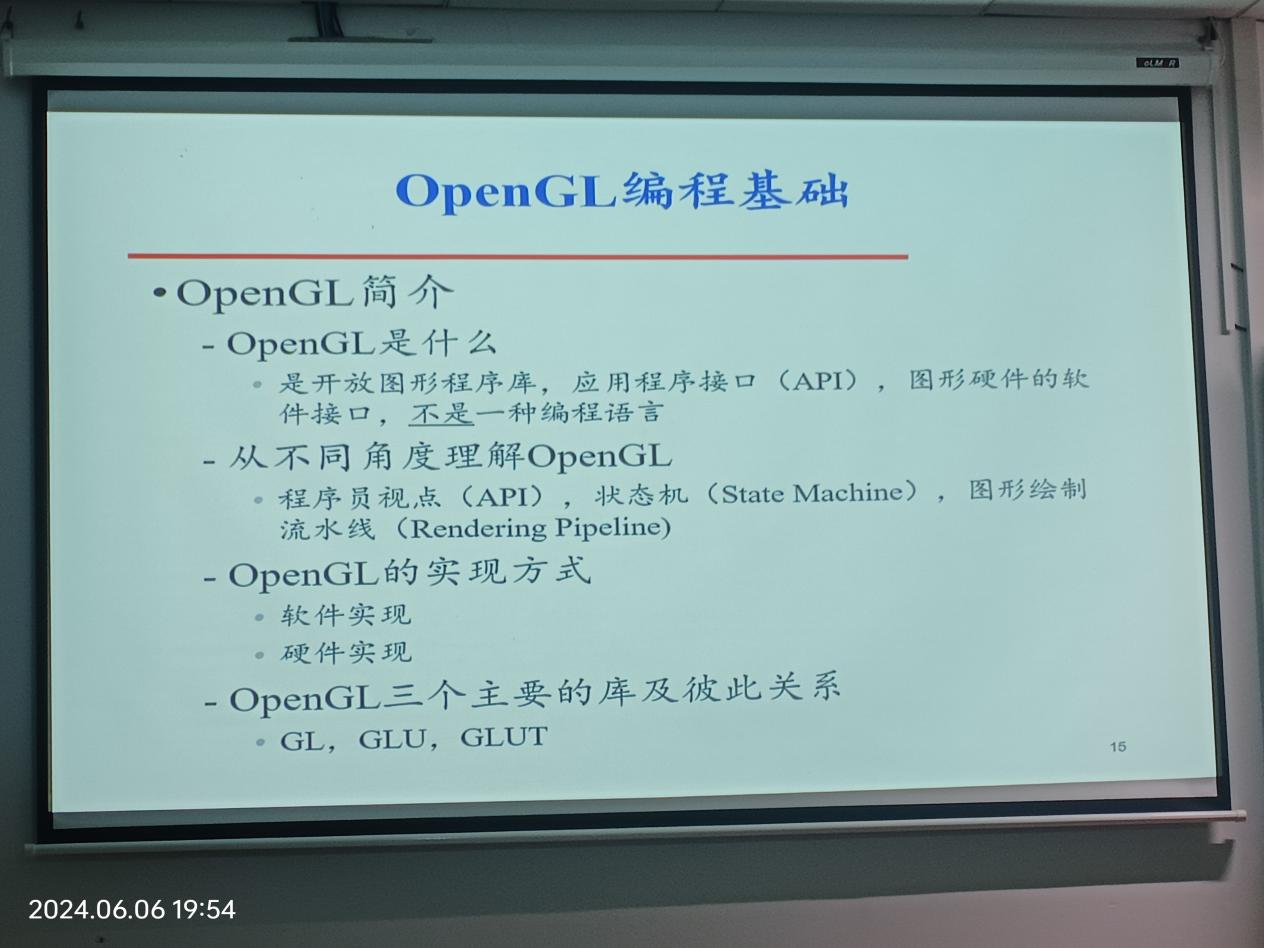 OpenGL编程基础
•OpenGL简介
- OpenGL是什么
• 是开放图形程序库，应用程序接口（API），图形硬件的软
件接口，不是一种编程语言
- 从不同角度理解OpenGL
• 程序员视点（API），状态机（State Machine），图形绘制
流水线（Rendering Pipeline)
- OpenGL的实现方式
• 软件实现
• 硬件实现
- OpenGL三个主要的库及彼此关系
• GL，GLU，GLUT
15
2024.06.06 19:54